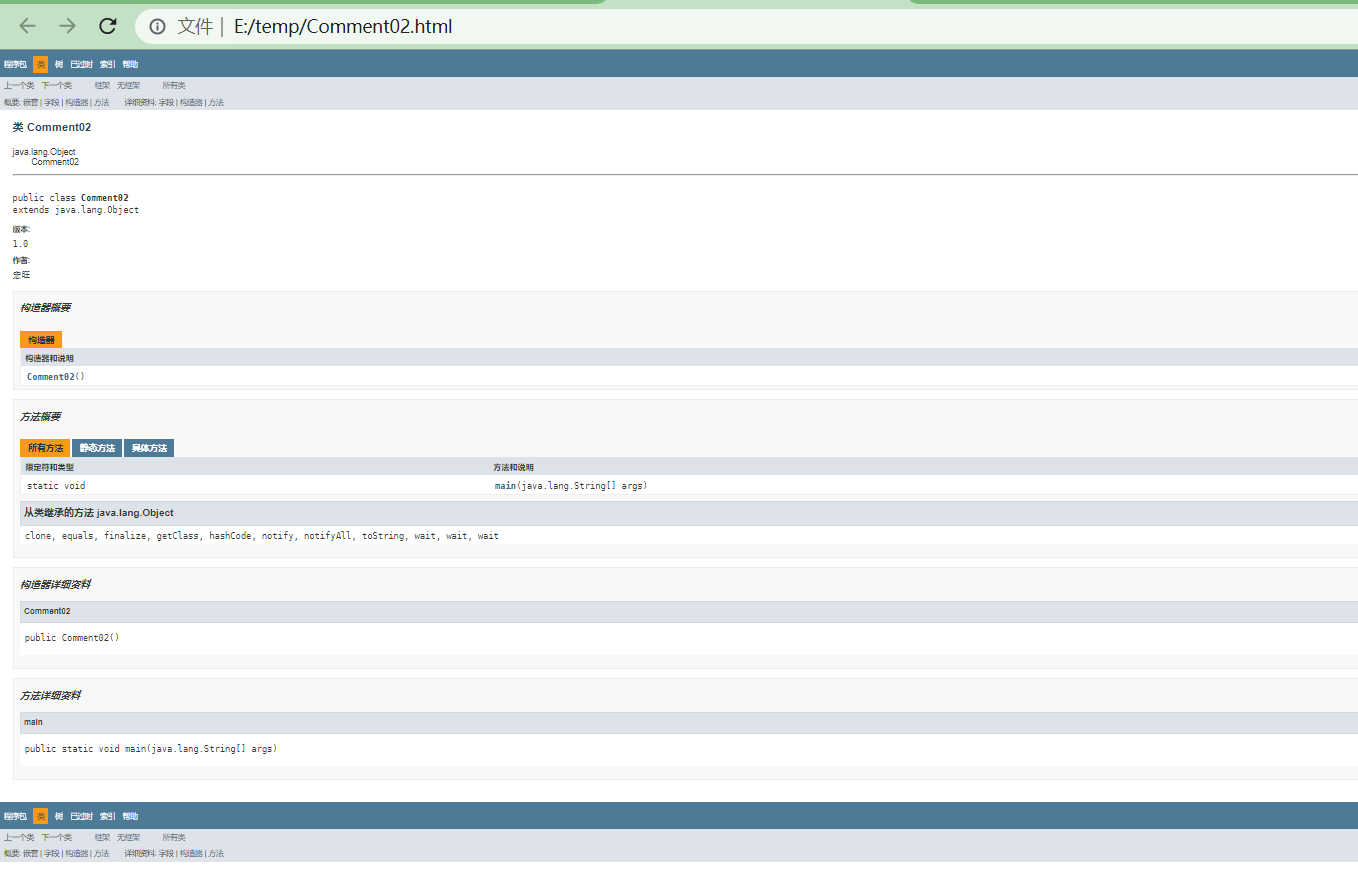 文件 | E:/temp/Comment02.html
程序包 类 树 已过时 索引 帮助
上一个类 下一个类 框架 无框架 所有类
概要: 嵌套 | 字段 | 构造器 | 方法 详细资料: 字段 | 构造器 | 方法
类 Comment02
java.lang.Object
Comment02
public class Comment02
extends java.lang.Object
版本:
1.0
作者:
构造器概要
构造器
构造器和说明
Comment02()
方法概要
所有方法 静态方法 具体方法
限定符和类型 方法和说明
static void main(java.lang.String[] args)
从类继承的方法 java.lang.Object
clone, equals, finalize, getClass, hashCode, notify, notifyAll, toString, wait, wait, wait
构造器详细资料
Comment02
public Comment02()
方法详细资料
main
public static void main(java.lang.String[] args)
程序包 类 树 已过时 索引 帮助
上一个类 下一个类 框架 无框架 所有类
概要: 嵌套 | 字段 | 构造器 | 方法 详细资料: 字段 | 构造器 | 方法